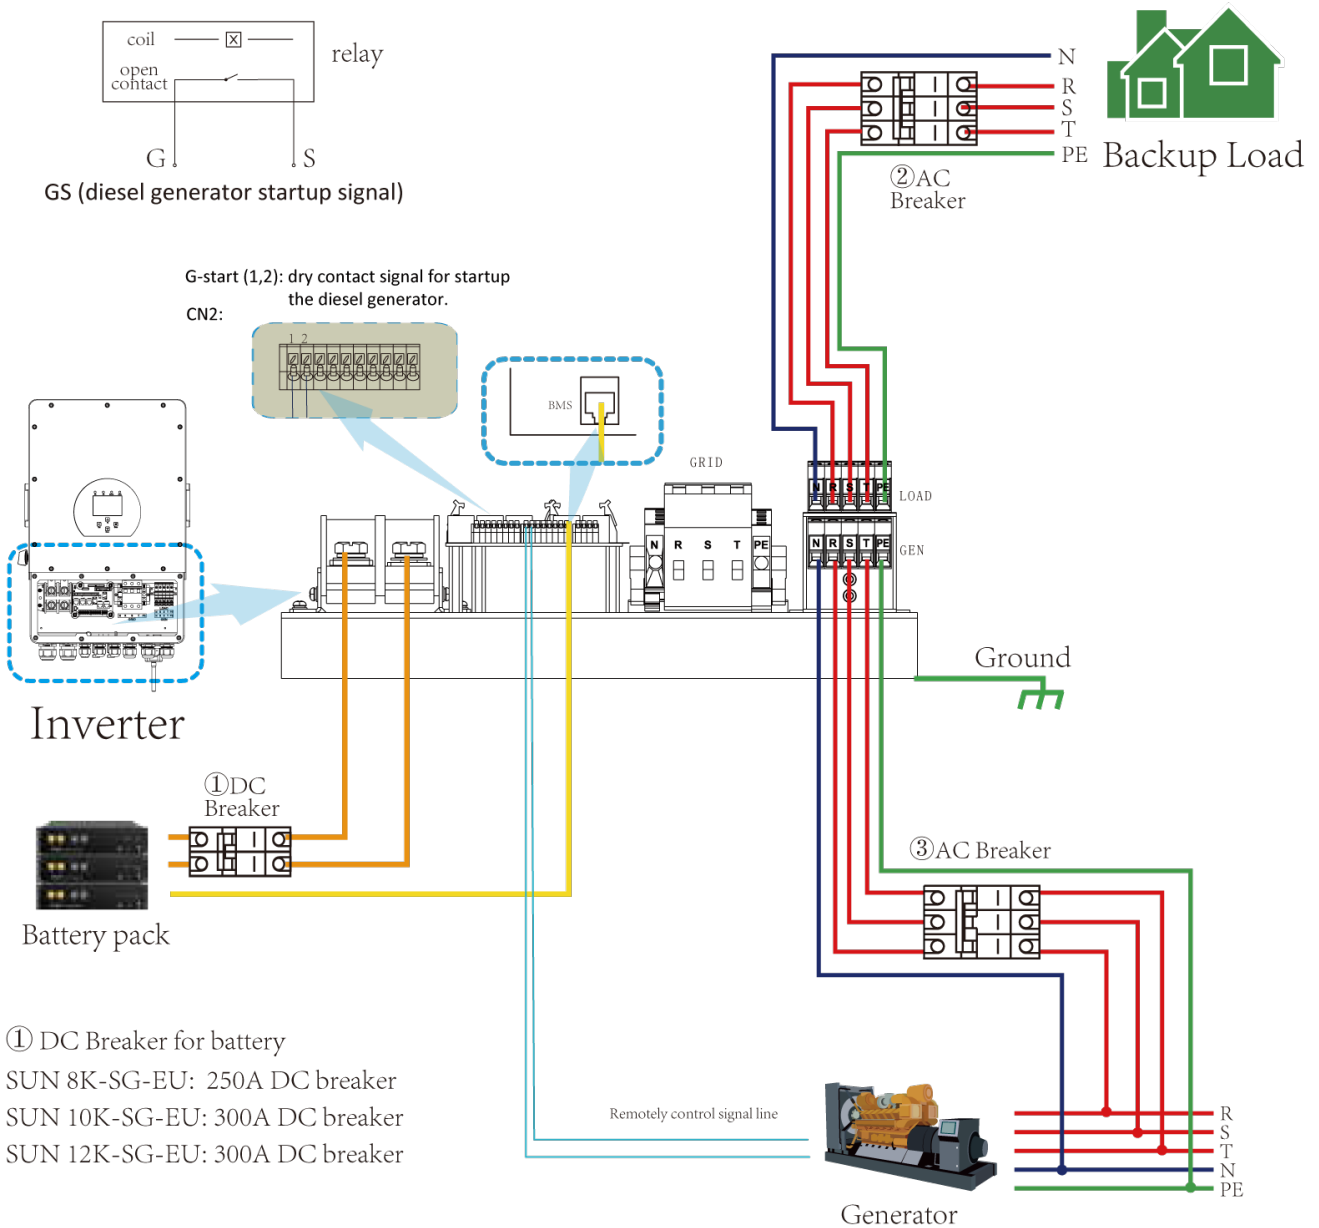 coil
open
contact
relay
G
S
GS (diesel generator startup signal)
N
R
S
T
PE
Backup Load
②AC
Breaker
G-start (1,2): dry contact signal for startup
the diesel generator.
CN2:
1 2
BMS
GRID
N R S T PE
LOAD
N R S T PE
N R S T PE
GEN
Ground
Inverter
①DC
Breaker
Battery pack
③AC Breaker
① DC Breaker for battery
SUN 8K-SG-EU: 250A DC breaker
SUN 10K-SG-EU: 300A DC breaker
SUN 12K-SG-EU: 300A DC breaker
Remotely control signal line
R
S
T
N
PE
Generator